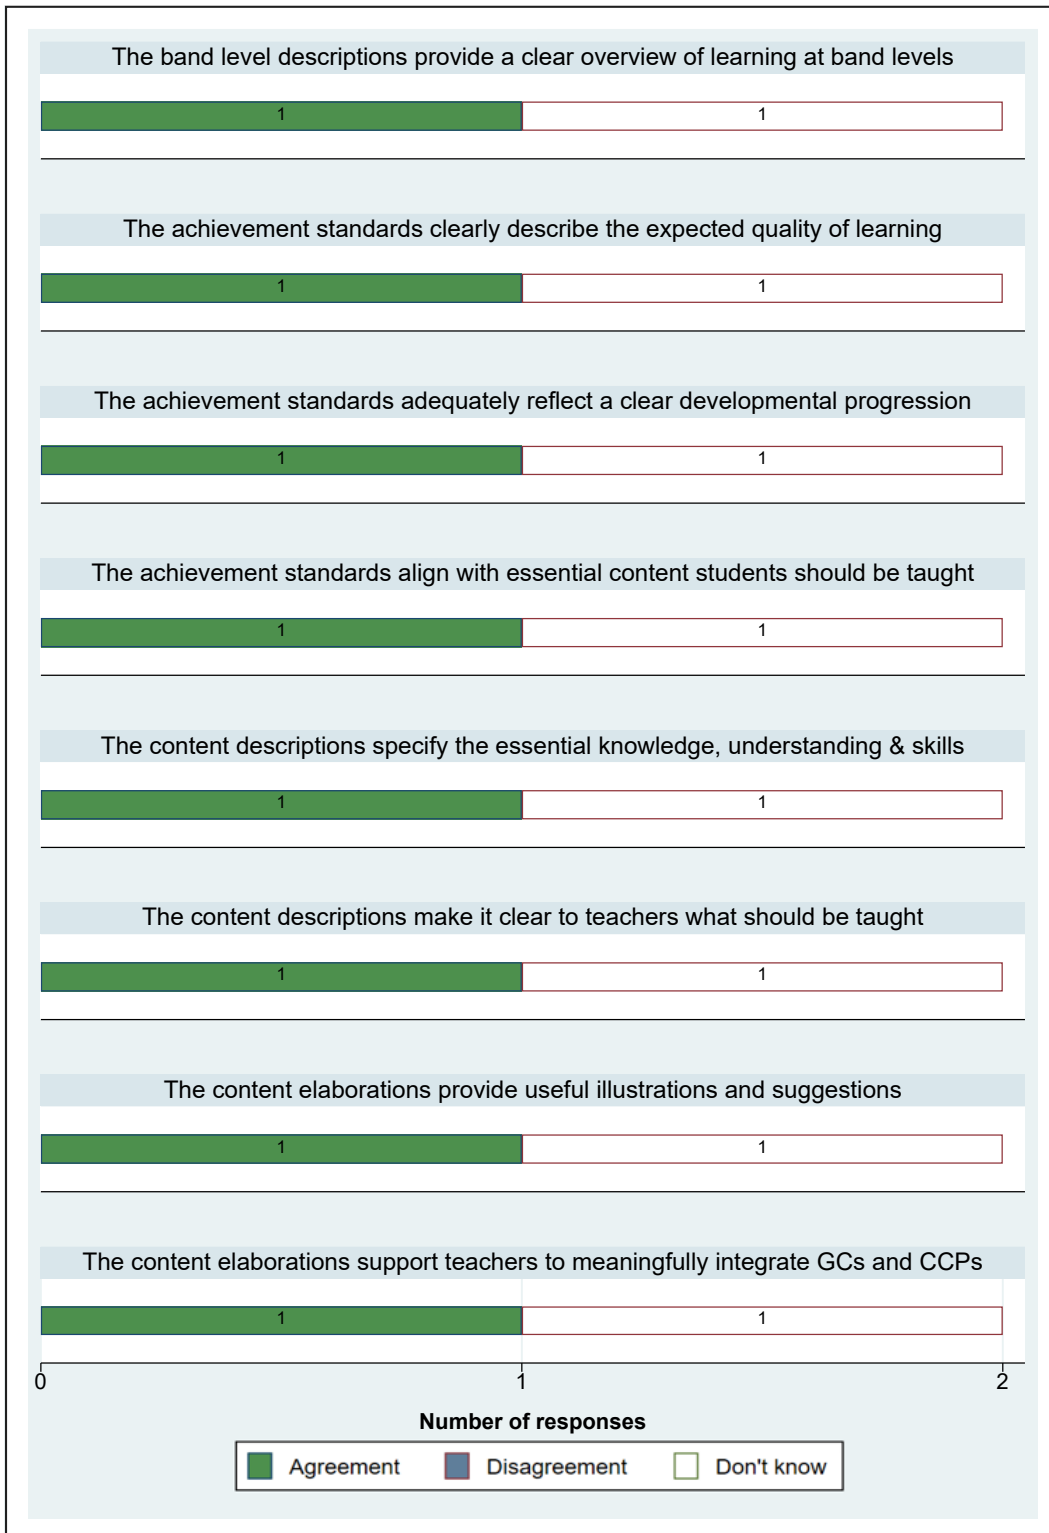 The band level descriptions provide a clear overview of learning at band levels
1 1
The achievement standards clearly describe the expected quality of learning
1 1
The achievement standards adequately reflect a clear developmental progression
1 1
The achievement standards align with essential content students should be taught
1 1
The content descriptions specify the essential knowledge, understanding & skills
1 1
The content descriptions make it clear to teachers what should be taught
1 1
The content elaborations provide useful illustrations and suggestions
1 1
The content elaborations support teachers to meaningfully integrate GCs and CCPs
1 1
0 1 2
Number of responses
Agreement Disagreement Don't know